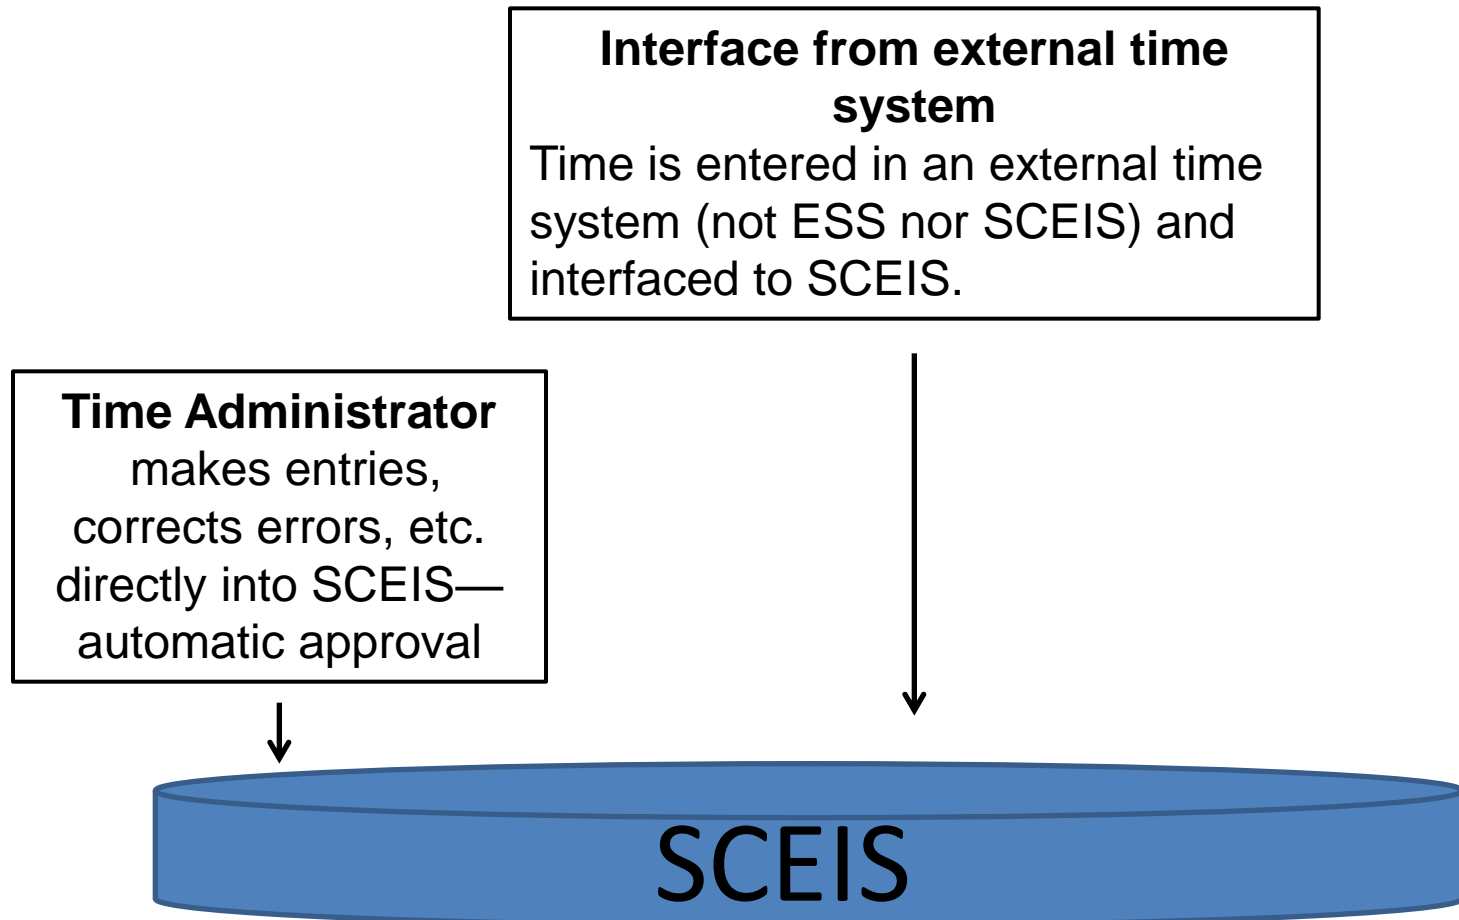 Interface from external time
system
Time is entered in an external time
system (not ESS nor SCEIS) and
interfaced to SCEIS.
Time Administrator
makes entries,
corrects errors, etc.
directly into SCEIS—
automatic approval
SCEIS